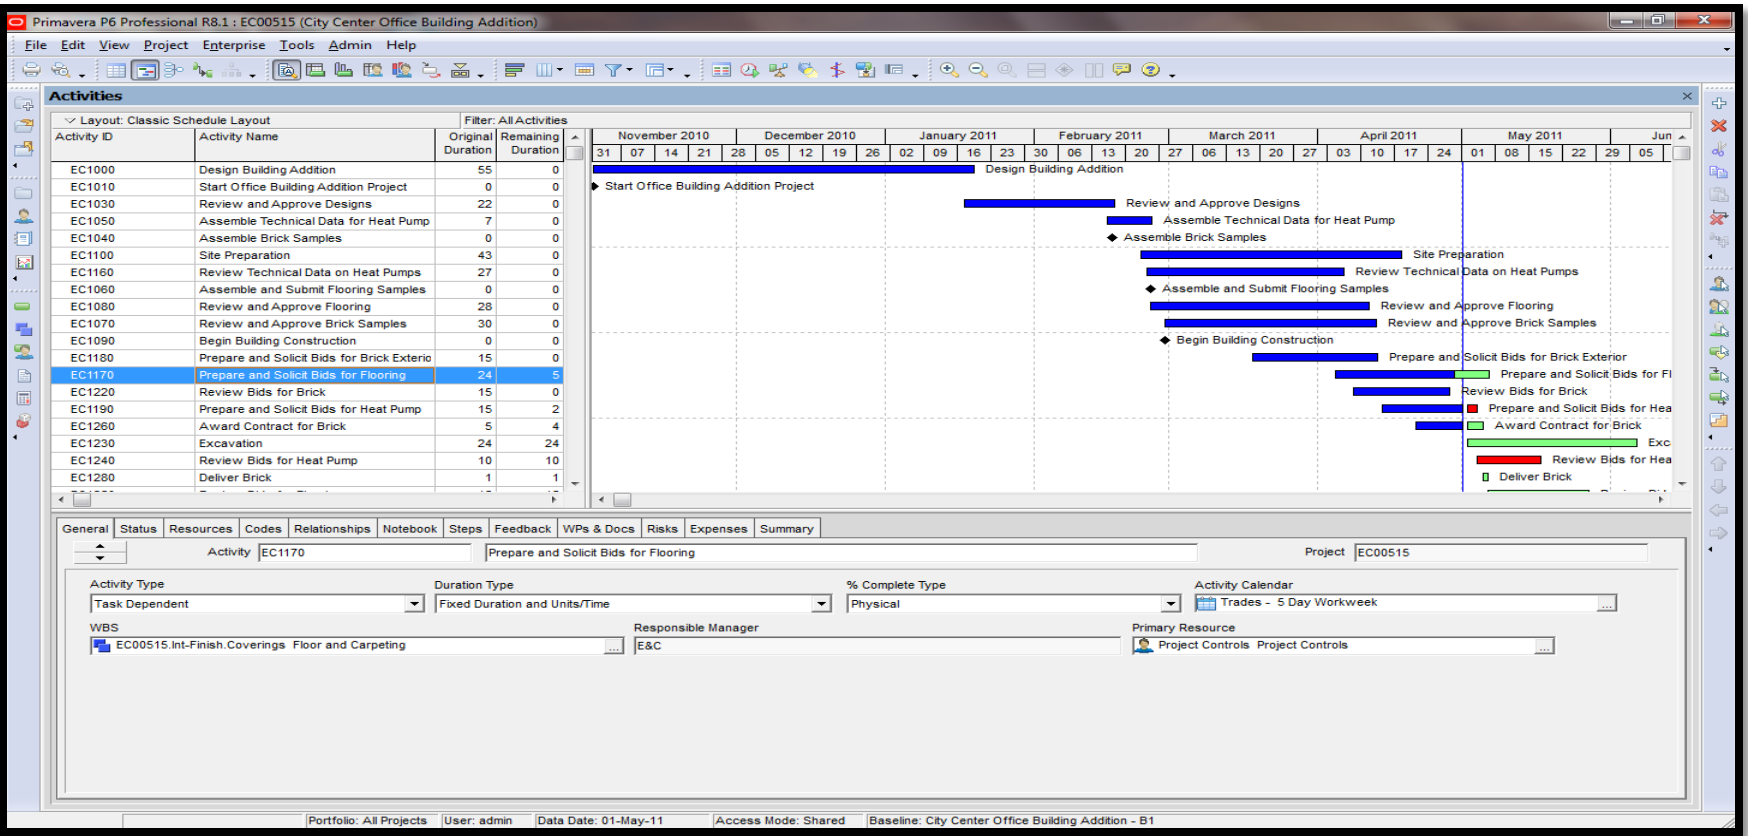 Primavera P6 Professional R8.1 : EC00515 (City Center Office Building Addition)
File Edit View Project Enterprise Tools Admin Help
Activities
Layout: Classic Schedule Layout Filter: All Activities
Activity ID Activity Name Original Duration Remaining Duration
November 2010 December 2010 January 2011 February 2011 March 2011 April 2011 May 2011 Jun
31 07 14 21 28 05 12 19 26 02 09 16 23 30 06 13 20 27 06 13 20 27 03 10 17 24 01 08 15 22 29 05
EC1000 Design Building Addition 55 0 Design Building Addition
EC1010 Start Office Building Addition Project 0 0 Start Office Building Addition Project
EC1030 Review and Approve Designs 22 0 Review and Approve Designs
EC1050 Assemble Technical Data for Heat Pump 7 0 Assemble Technical Data for Heat Pump
EC1040 Assemble Brick Samples 0 0 Assemble Brick Samples
EC1100 Site Preparation 43 0 Site Preparation
EC1160 Review Technical Data on Heat Pumps 27 0 Review Technical Data on Heat Pumps
EC1060 Assemble and Submit Flooring Samples 0 0 Assemble and Submit Flooring Samples
EC1080 Review and Approve Flooring 28 0 Review and Approve Flooring
EC1070 Review and Approve Brick Samples 30 0 Review and Approve Brick Samples
EC1090 Begin Building Construction 0 0 Begin Building Construction
EC1180 Prepare and Solicit Bids for Brick Exterio 15 0 Prepare and Solicit Bids for Brick Exterior
EC1170 Prepare and Solicit Bids for Flooring 24 5 Prepare and Solicit Bids for Fl
EC1220 Review Bids for Brick 15 0 Review Bids for Brick
EC1190 Prepare and Solicit Bids for Heat Pump 15 2 Prepare and Solicit Bids for Hea
EC1260 Award Contract for Brick 5 4 Award Contract for Brick
EC1230 Excavation 24 24 Exc
EC1240 Review Bids for Heat Pump 10 10 Review Bids for Hea
EC1280 Deliver Brick 1 1 Deliver Brick
General Status Resources Codes Relationships Notebook Steps Feedback WPs & Docs Risks Expenses Summary
Activity EC1170 Prepare and Solicit Bids for Flooring Project EC00515
Activity Type Duration Type % Complete Type Activity Calendar
Task Dependent Fixed Duration and Units/Time Physical Trades - 5 Day Workweek
WBS Responsible Manager Primary Resource
EC00515.Int-Finish.Coverings Floor and Carpeting E&C Project Controls Project Controls
Portfolio: All Projects User: admin Data Date: 01-May-11 Access Mode: Shared Baseline: City Center Office Building Addition - B1